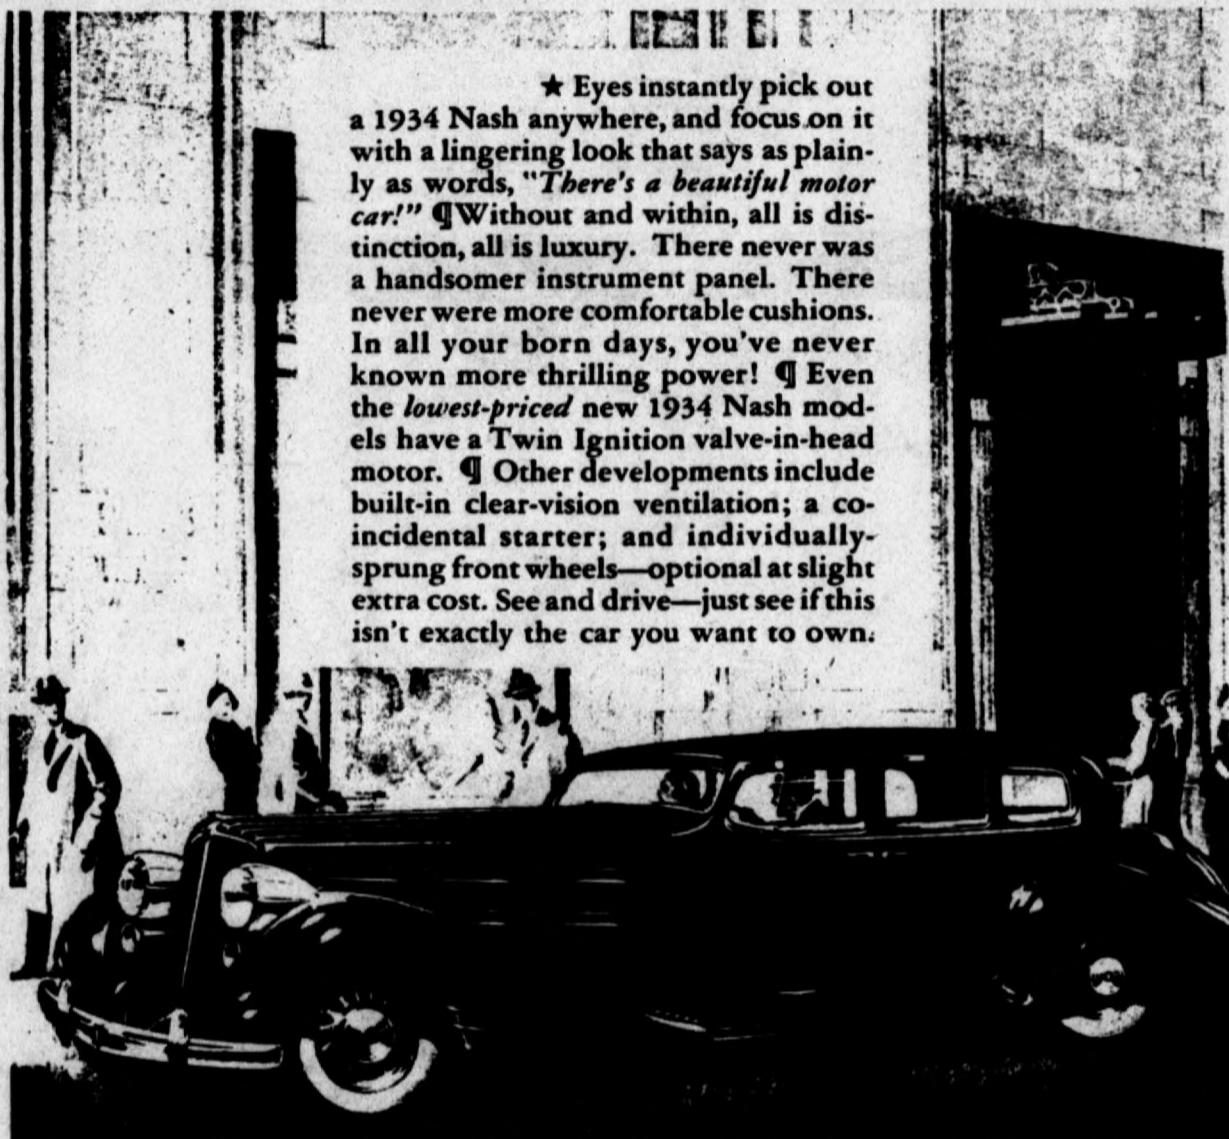 ★ Eyes instantly pick out
a 1934 Nash anywhere, and focus on it
with a lingering look that says as plain-
ly as words, "There's a beautiful motor
car!" ¶Without and within, all is dis-
tinction, all is luxury. There never was
a handsomer instrument panel. There
never were more comfortable cushions.
In all your born days, you've never
known more thrilling power! ¶ Even
the lowest-priced new 1934 Nash mod-
els have a Twin Ignition valve-in-head
motor. ¶ Other developments include
built-in clear-vision ventilation; a co-
incidental starter; and individually-
sprung front wheels—optional at slight
extra cost. See and drive—just see if this
isn't exactly the car you want to own.